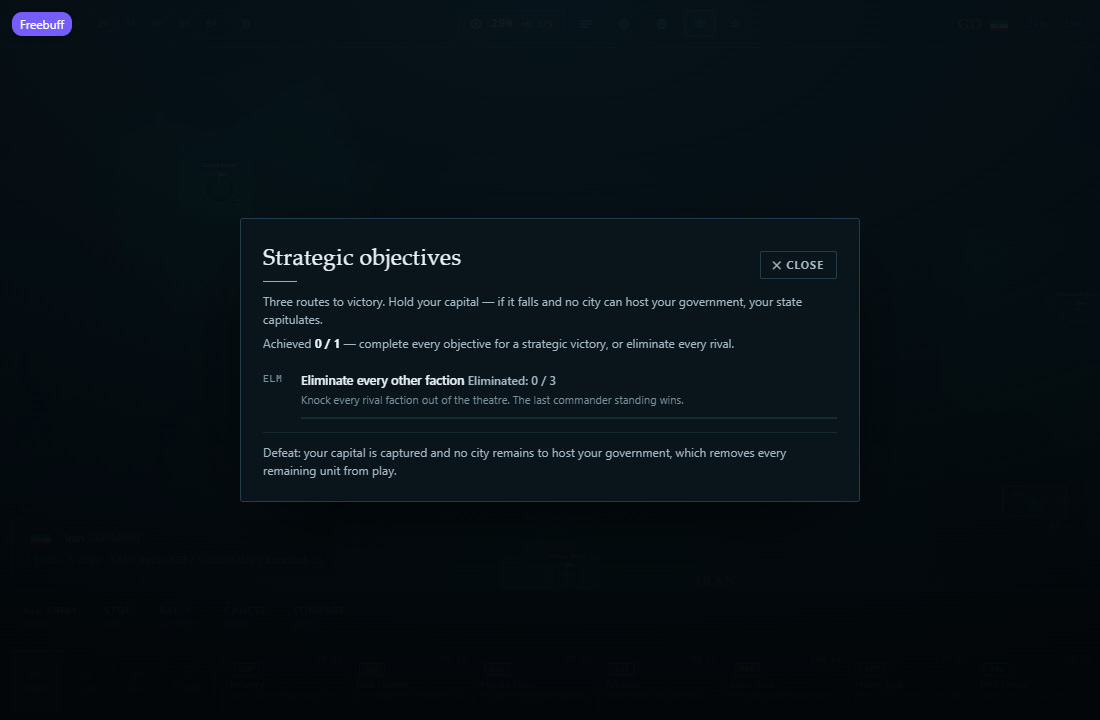 Freebuff
Strategic objectives
× CLOSE
Three routes to victory. Hold your capital — if it falls and no city can host your government, your state
capitulates.
Achieved 0 / 1 — complete every objective for a strategic victory, or eliminate every rival.
ELM
Eliminate every other faction Eliminated: 0 / 3
Knock every rival faction out of the theatre. The last commander standing wins.
Defeat: your capital is captured and no city remains to host your government, which removes every
remaining unit from play.
IRAN